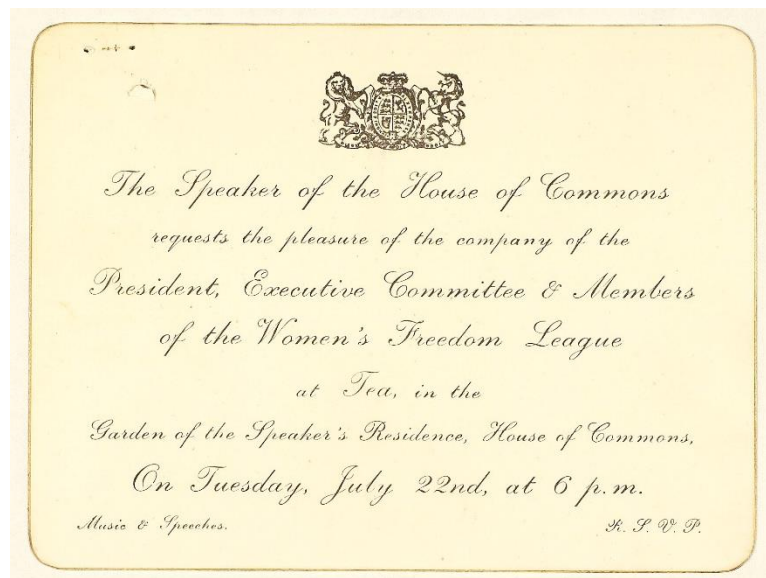 The Speaker of the House of Commons
requests the pleasure of the company of the
President, Executive Committee & Members
of the Women's Freedom League
at Tea, in the
Garden of the Speaker's Residence, House of Commons,
On Tuesday, July 22nd, at 6 p.m.
Music & Speeches.
R. S. V. P.